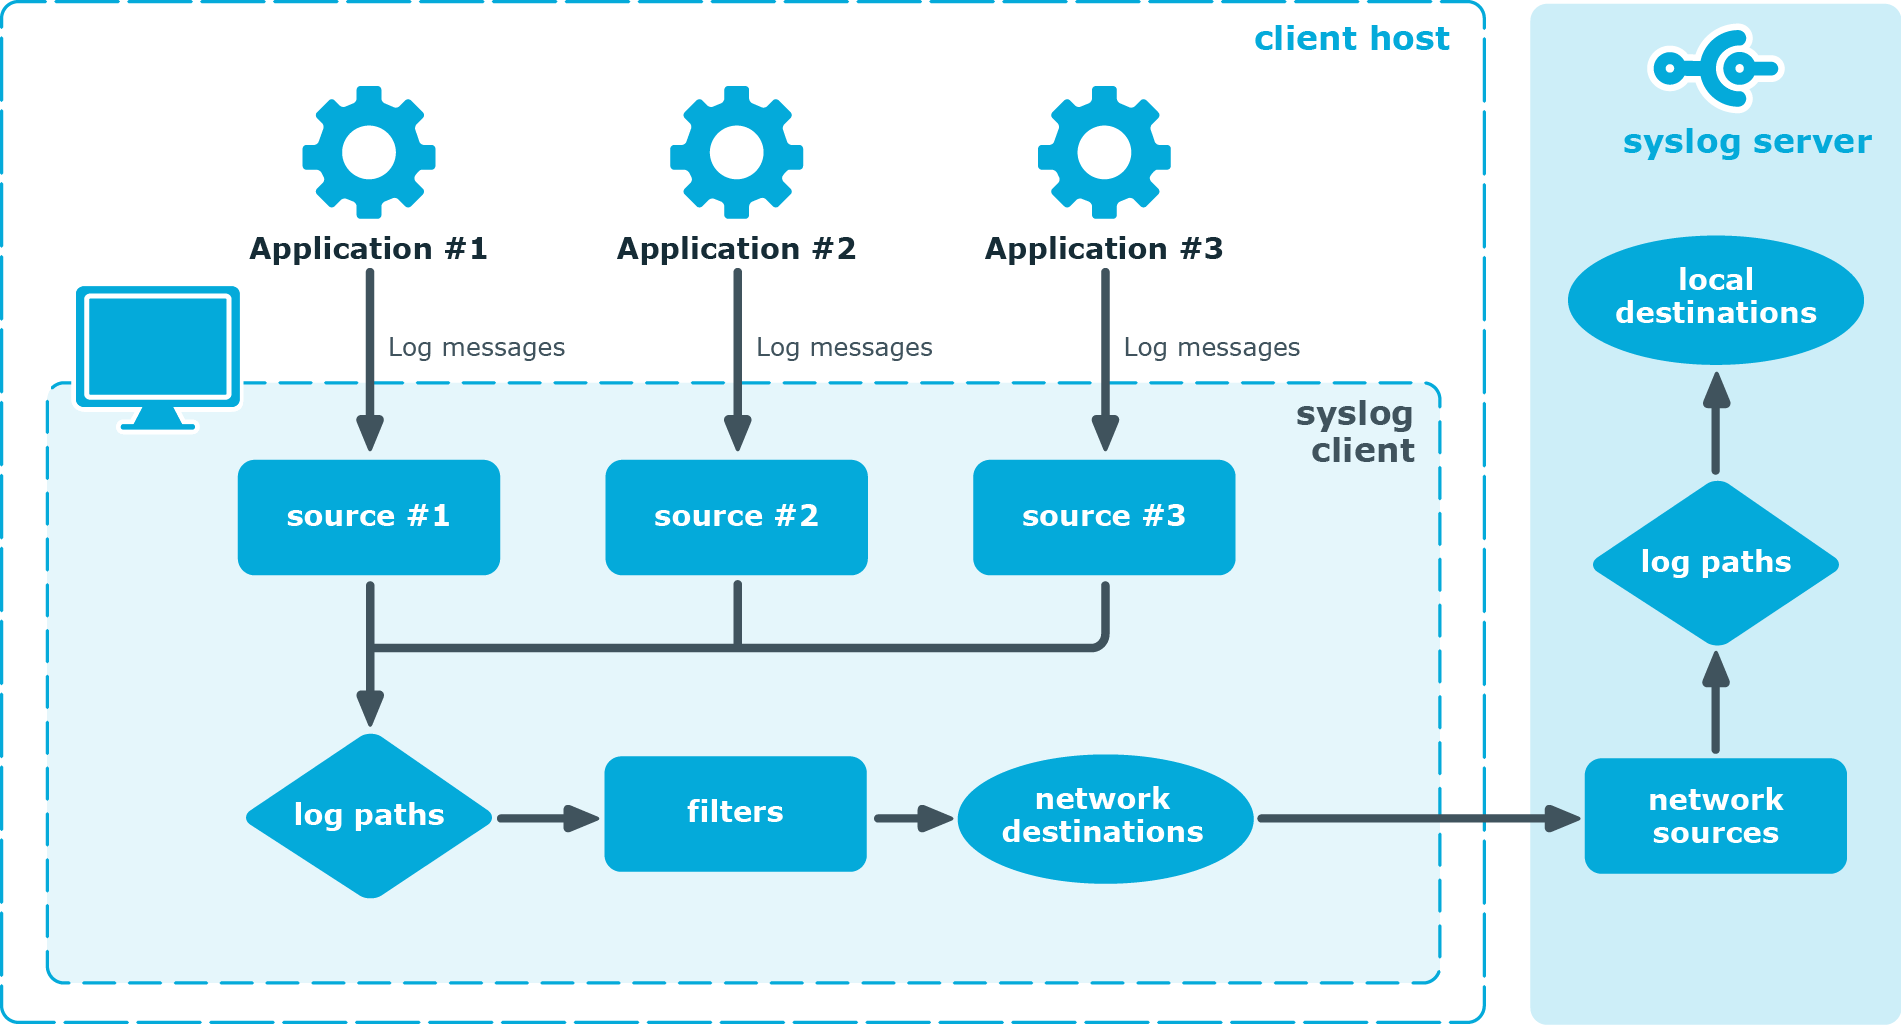 client host
syslog server
Application #1
Application #2
Application #3
local
destinations
Log messages
Log messages
Log messages
syslog
client
source #1
source #2
source #3
log paths
log paths
filters
network
destinations
network
sources